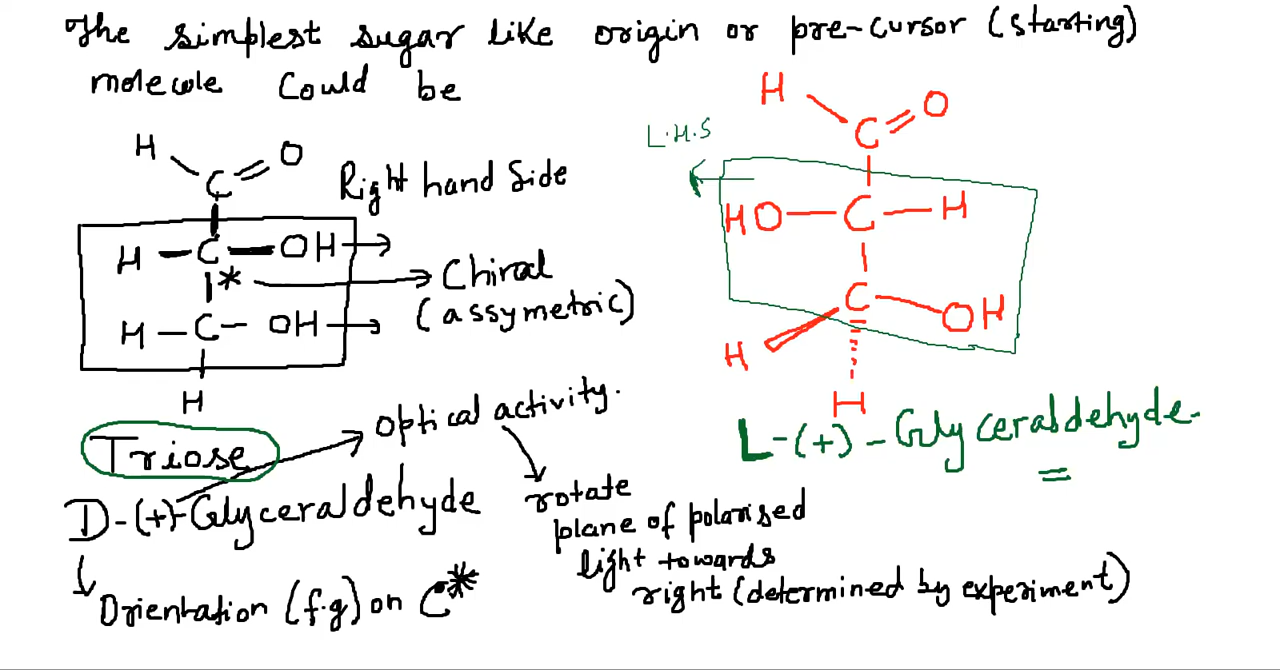 The simplest sugar like origin or pre-cursor (starting)
molecule could be
H
C=O
Right hand side
H-C-OH
*
Chiral
(assymetric)
H-C-OH
H
Triose
optical activity.
D-(+)-Glyceraldehyde
rotate
plane of polarised
light towards
right (determined by experiment)
Orientation (f.g) on C*
L.H.S
H
C=O
HO-C-H
C-OH
H
H
L-(+)-Glyceraldehyde.